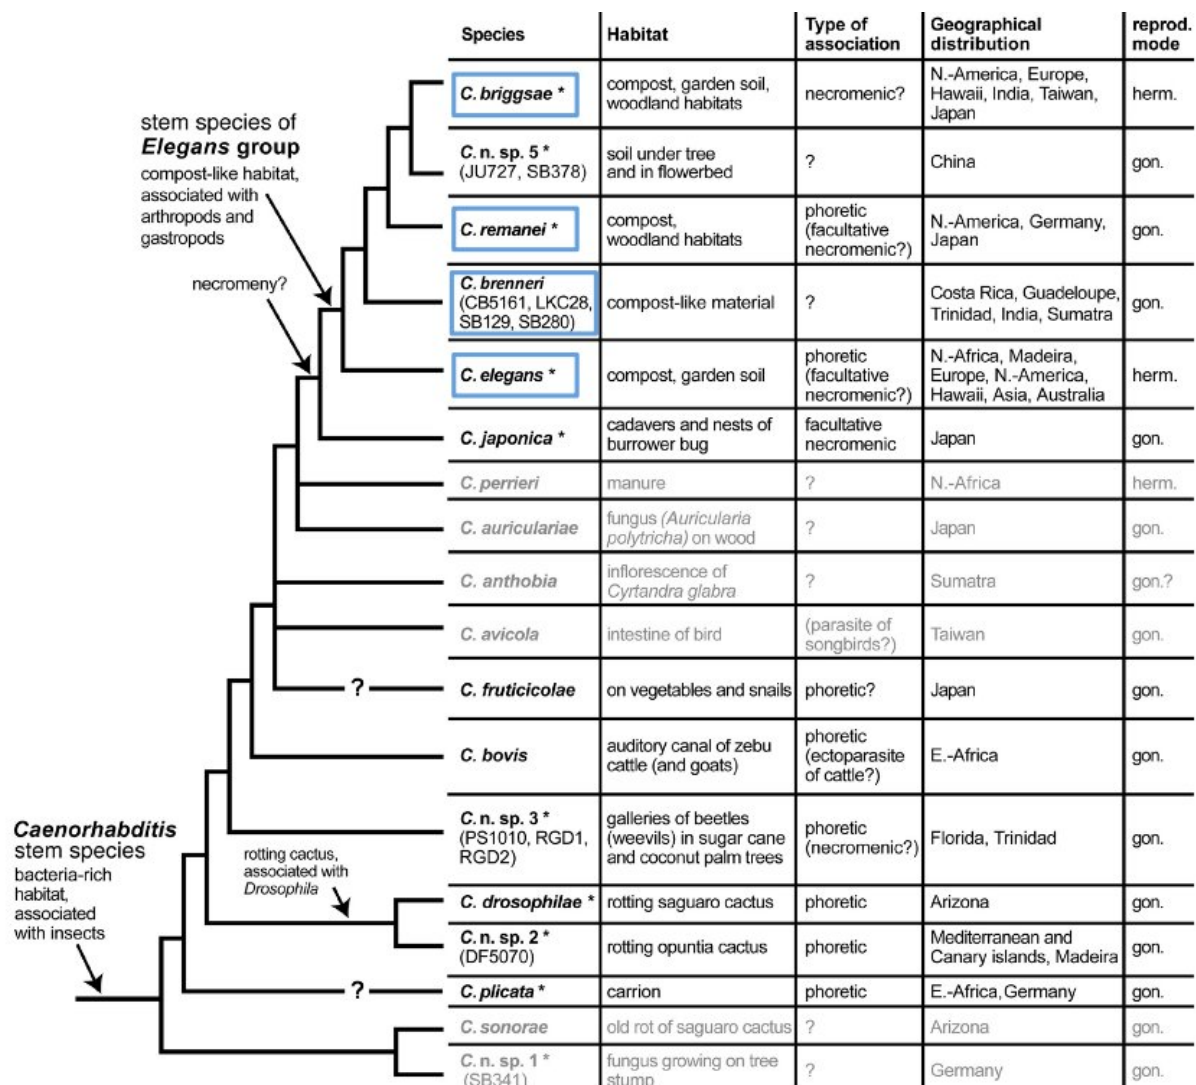 Species Habitat Type of association Geographical distribution reprod. mode
stem species of
Elegans group
compost-like habitat,
associated with
arthropods and
gastropods
necromeny?
Caenorhabditis
stem species
bacteria-rich
habitat,
associated
with insects
rotting cactus,
associated with
Drosophila
?
?
C. briggsae *
compost, garden soil,
woodland habitats
necromenic?
N.-America, Europe,
Hawaii, India, Taiwan,
Japan
herm.
C. n. sp. 5 *
(JU727, SB378)
soil under tree
and in flowerbed
?
China
gon.
C. remanei *
compost,
woodland habitats
phoretic
(facultative
necromenic?)
N.-America, Germany,
Japan
gon.
C. brenneri
(CB5161, LKC28,
SB129, SB280)
compost-like material
?
Costa Rica, Guadeloupe,
Trinidad, India, Sumatra
gon.
C. elegans *
compost, garden soil
phoretic
(facultative
necromenic?)
N.-Africa, Madeira,
Europe, N.-America,
Hawaii, Asia, Australia
herm.
C. japonica *
cadavers and nests of
burrower bug
facultative
necromenic
Japan
gon.
C. perrieri
manure
?
N.-Africa
herm.
C. auriculariae
fungus (Auricularia
polytricha) on wood
?
Japan
gon.
C. anthobia
inflorescence of
Cyrtandra glabra
?
Sumatra
gon.?
C. avicola
intestine of bird
(parasite of
songbirds?)
Taiwan
gon.
C. fruticicolae
on vegetables and snails
phoretic?
Japan
gon.
C. bovis
auditory canal of zebu
cattle (and goats)
phoretic
(ectoparasite
of cattle?)
E.-Africa
gon.
C. n. sp. 3 *
(PS1010, RGD1,
RGD2)
galleries of beetles
(weevils) in sugar cane
and coconut palm trees
phoretic
(necromenic?)
Florida, Trinidad
gon.
C. drosophilae *
rotting saguaro cactus
phoretic
Arizona
gon.
C. n. sp. 2 *
(DF5070)
rotting opuntia cactus
phoretic
Mediterranean and
Canary islands, Madeira
gon.
C. plicata *
carrion
phoretic
E.-Africa, Germany
gon.
C. sonorae
old rot of saguaro cactus
?
Arizona
gon.
C. n. sp. 1 *
(SB341)
fungus growing on tree
stump
?
Germany
gon.